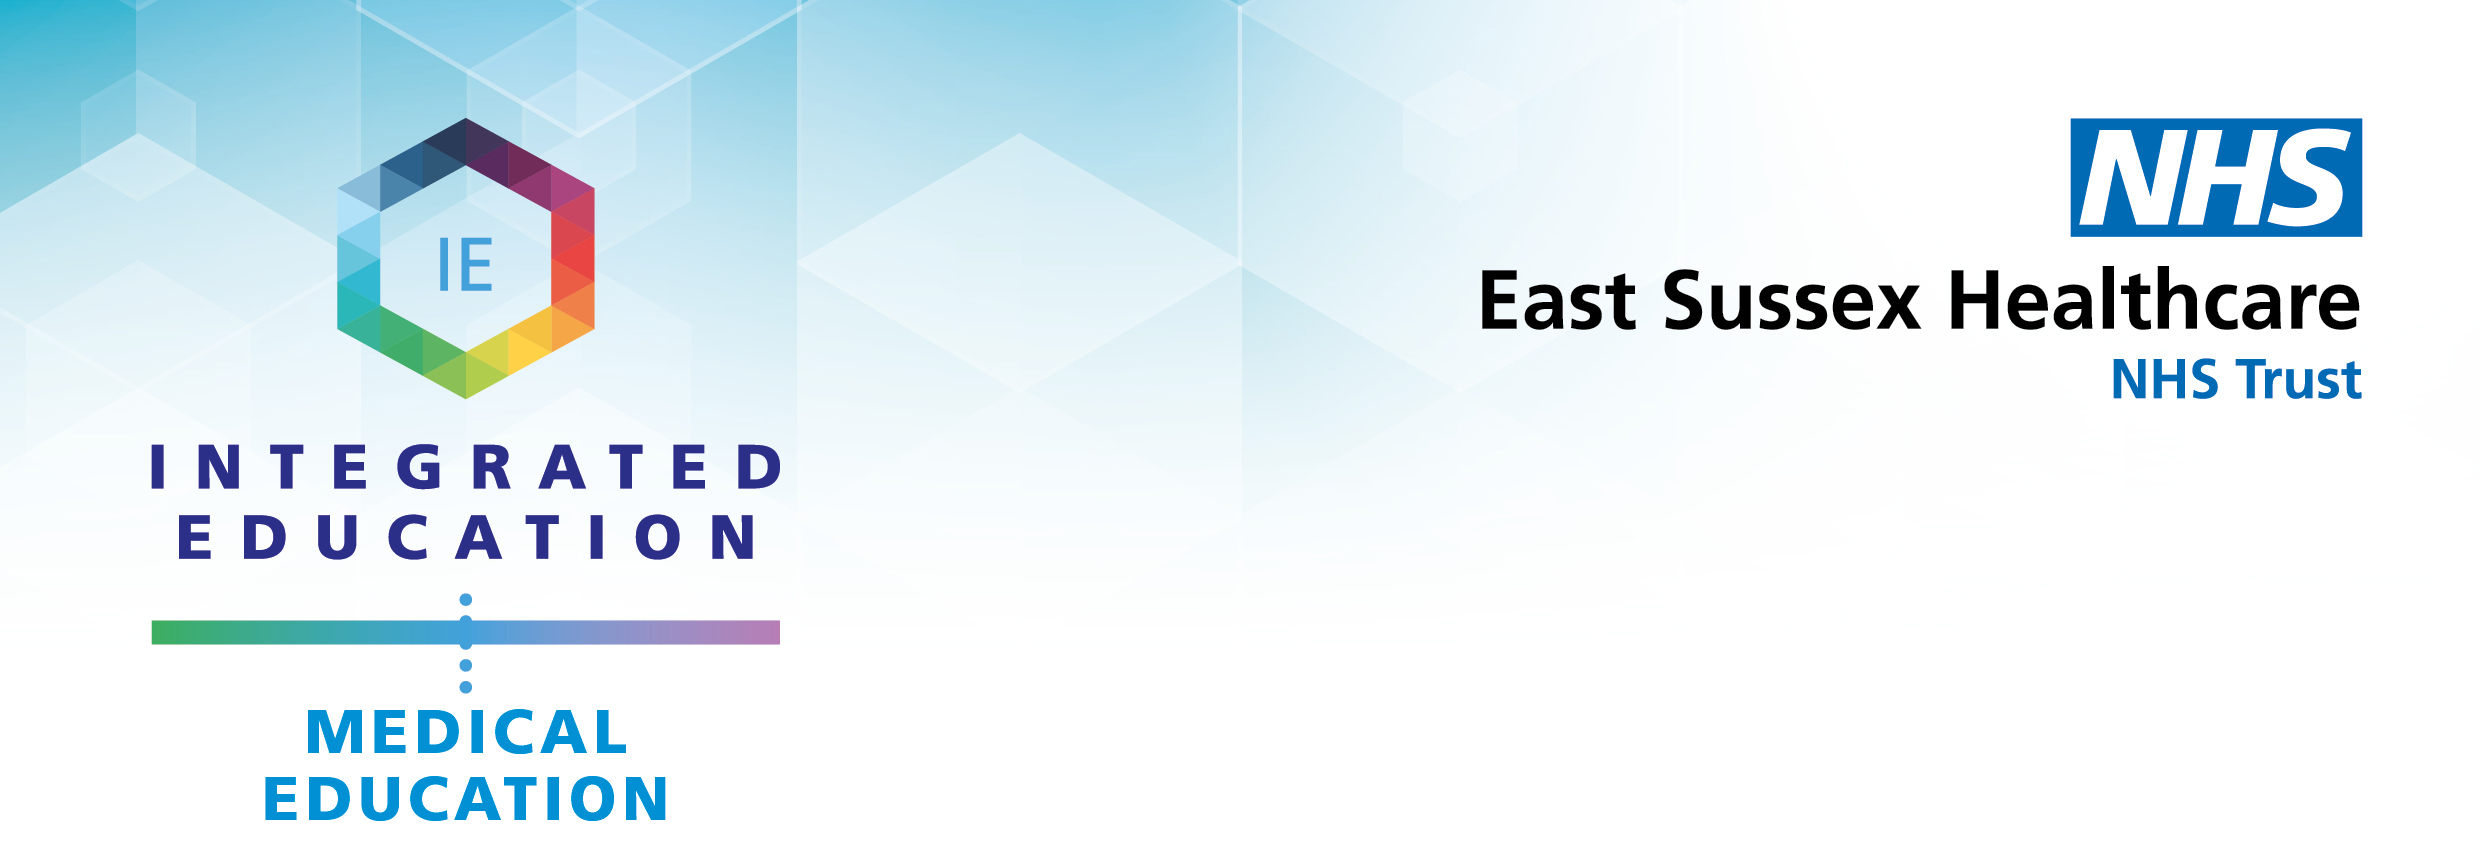 IE
INTEGRATED
EDUCATION
MEDICAL
EDUCATION
NHS
East Sussex Healthcare
NHS Trust